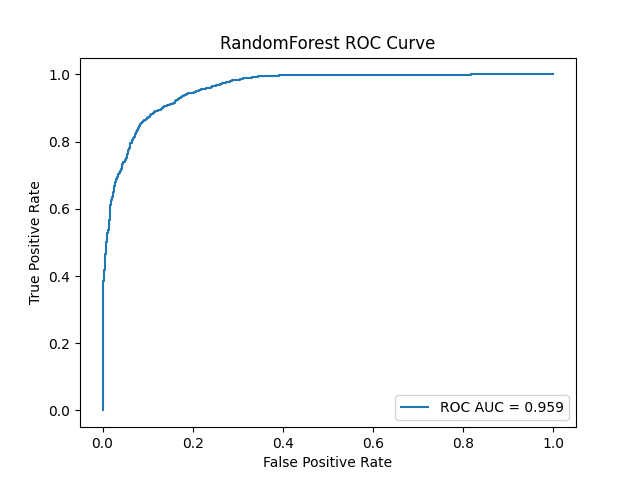 RandomForest ROC Curve
1.0
0.8
0.6
0.4
0.2
0.0
True Positive Rate
ROC AUC = 0.959
0.0 0.2 0.4 0.6 0.8 1.0
False Positive Rate